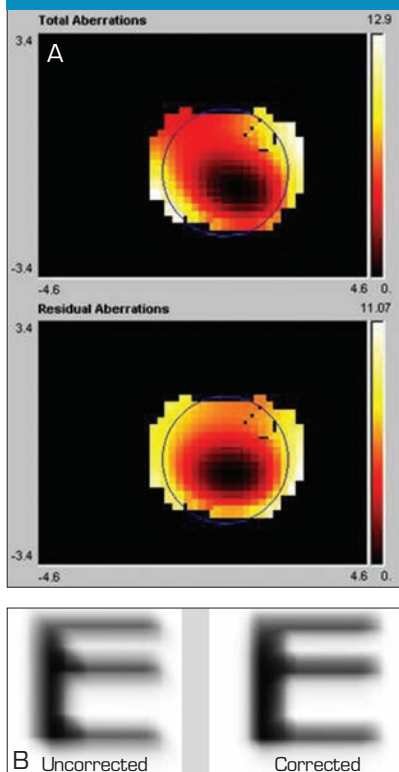 Total Aberrations 12.9
3.4
A
-3.4
-4.6 4.6 0.
Residual Aberrations 11.07
3.4
-3.4
-4.6 4.6 0.
E E
B Uncorrected Corrected